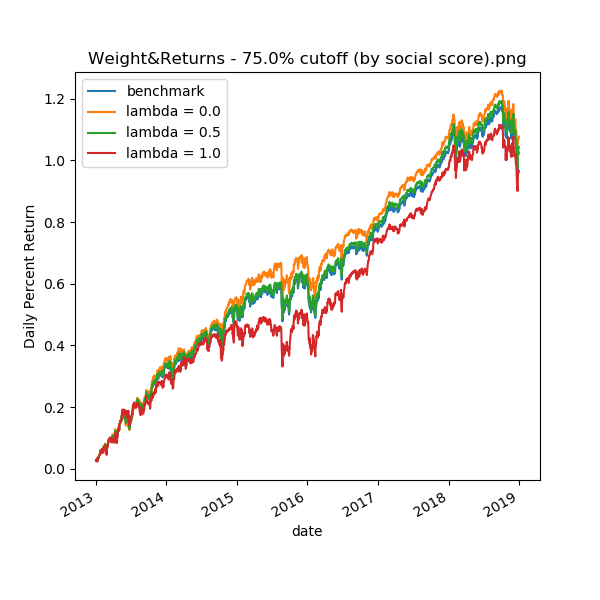 Weight&Returns - 75.0% cutoff (by social score).png
benchmark
lambda = 0.0
lambda = 0.5
lambda = 1.0
Daily Percent Return
1.2
1.0
0.8
0.6
0.4
0.2
0.0
2013
2014
2015
2016
2017
2018
2019
date